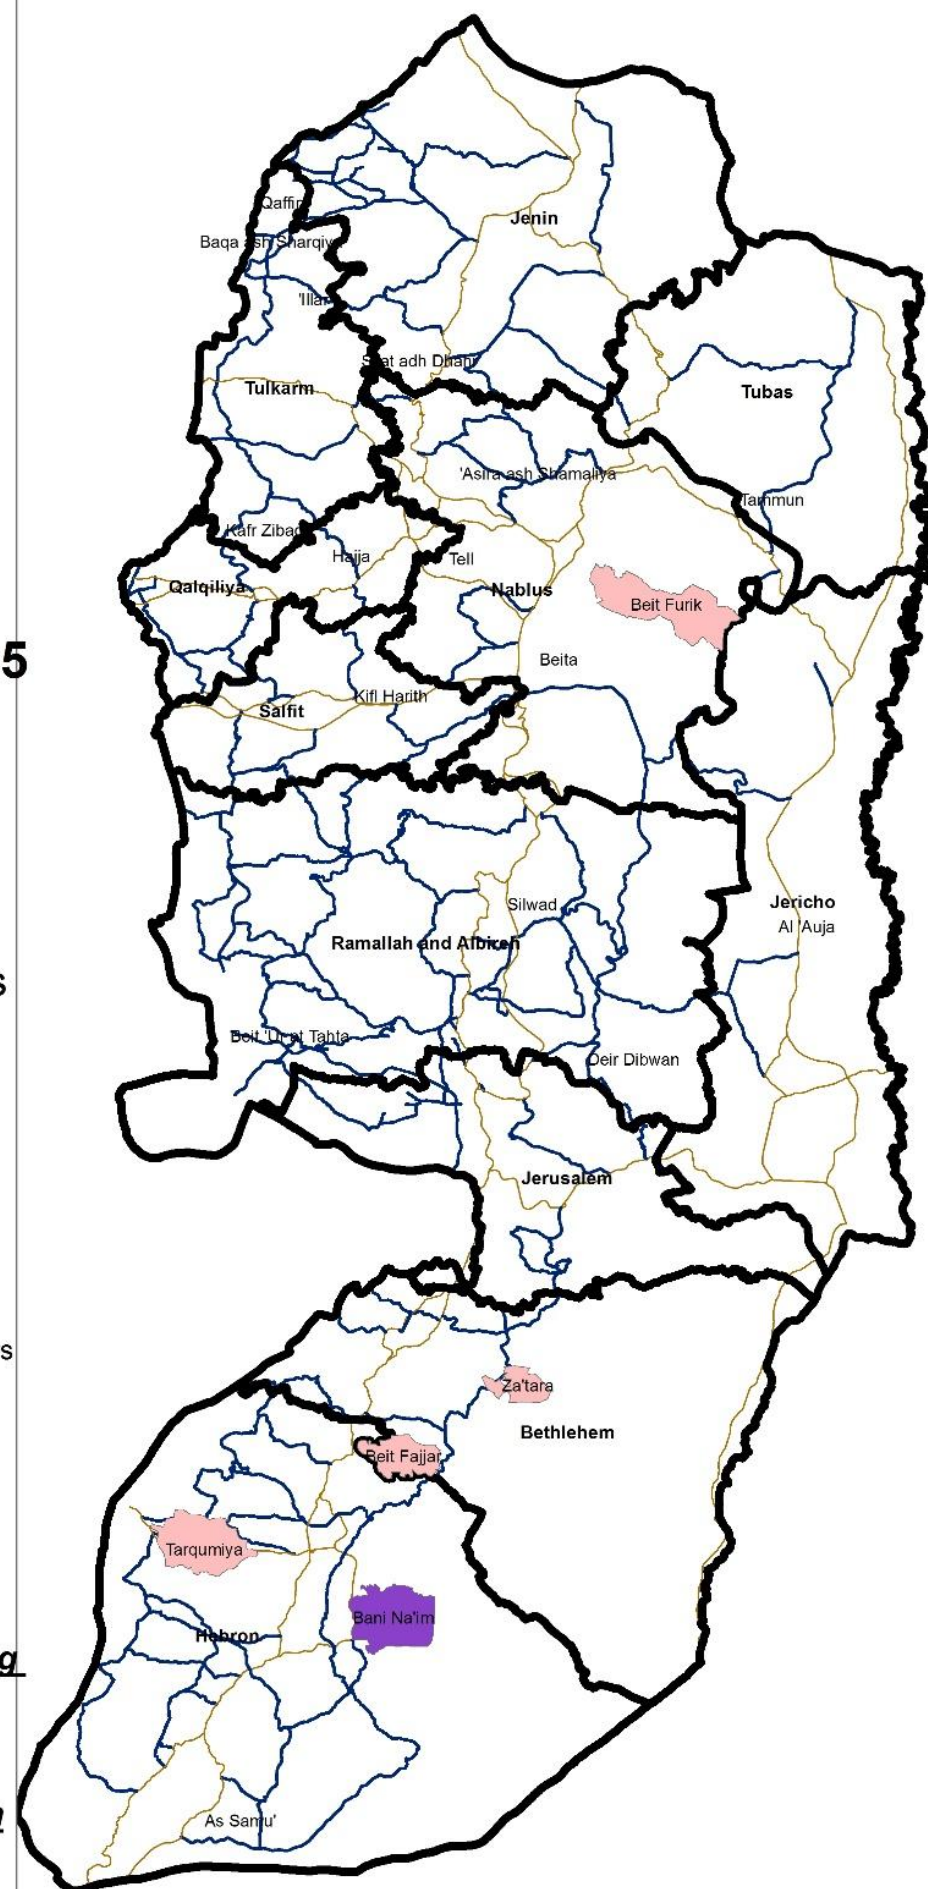 Qaffin
Jenin
Baqa ash Sharqiya
'Illar
Silat adh Dhahr
Tulkarm
Tubas
'Asira ash Shamaliya
Tammun
Kafr Zibad
Hajja
Tell
Qalqiliya
Nablus
Beit Furik
5
Beita
Kifl Harith
Salfit
Silwad
Jericho
Al 'Auja
Ramallah and Albireh
s
Beit 'Ur at Tahta
Deir Dibwan
Jerusalem
s
Za'tara
Bethlehem
Beit Fajjar
Tarqumiya
Bani Na'im
Hebron
g
As Samu'